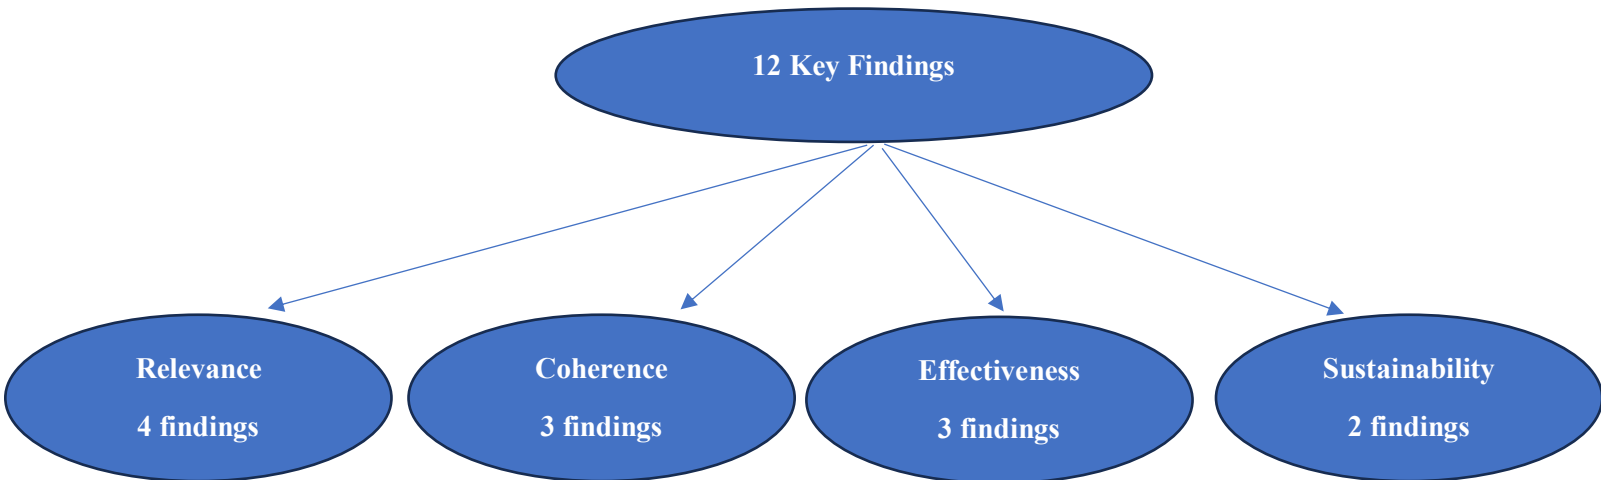 12 Key Findings
Relevance
4 findings
Coherence
3 findings
Effectiveness
3 findings
Sustainability
2 findings